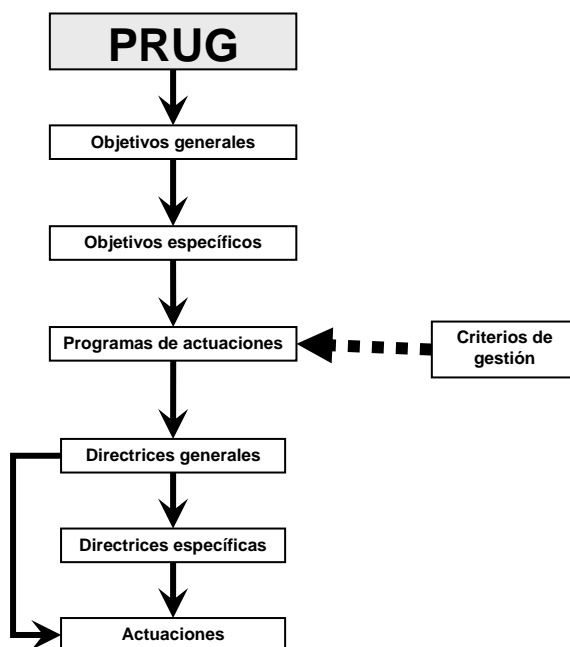 PRUG
Objetivos generales
Objetivos específicos
Programas de actuaciones
Criterios de
gestión
Directrices generales
Directrices específicas
Actuaciones